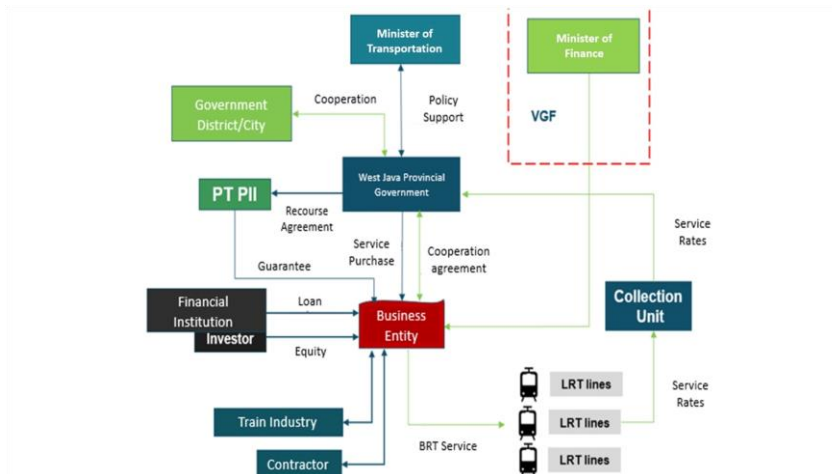 Minister of
Transportation
Minister of
Finance
Cooperation
Policy
Support
VGF
Government
District/City
West Java Provincial
Government
PT PII
Recourse
Agreement
Service
Purchase
Cooperation
agreement
Service
Rates
Guarantee
Financial
Institution
Loan
Business
Entity
Collection
Unit
Investor
Equity
LRT lines
Service
Rates
Train Industry
LRT lines
BRT Service
Contractor
LRT lines